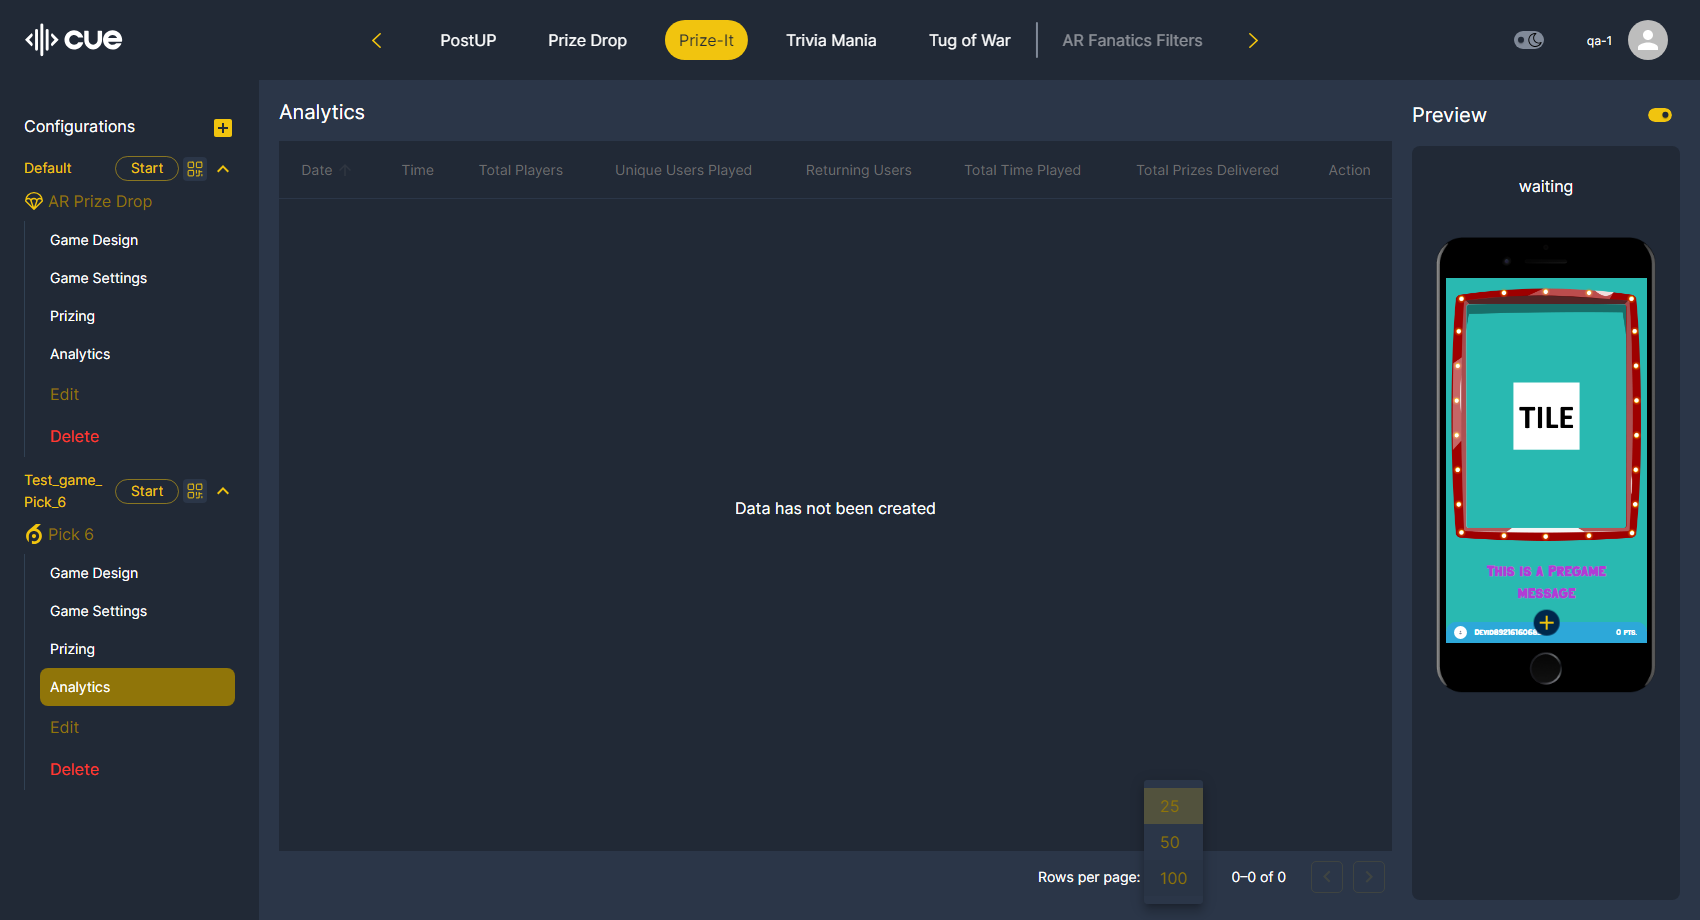 cue
PostUP
Prize Drop
Prize-It
Trivia Mania
Tug of War
AR Fanatics Filters
qa-1
Configurations
Default
Start
AR Prize Drop
Game Design
Game Settings
Prizing
Analytics
Edit
Delete
Test_game_
Pick_6
Start
Pick 6
Game Design
Game Settings
Prizing
Analytics
Edit
Delete
Analytics
Date
Time
Total Players
Unique Users Played
Returning Users
Total Time Played
Total Prizes Delivered
Action
Data has not been created
25
50
100
Rows per page:
0–0 of 0
Preview
waiting
TILE
THIS IS A PREGAME
MESSAGE
0 PTS.